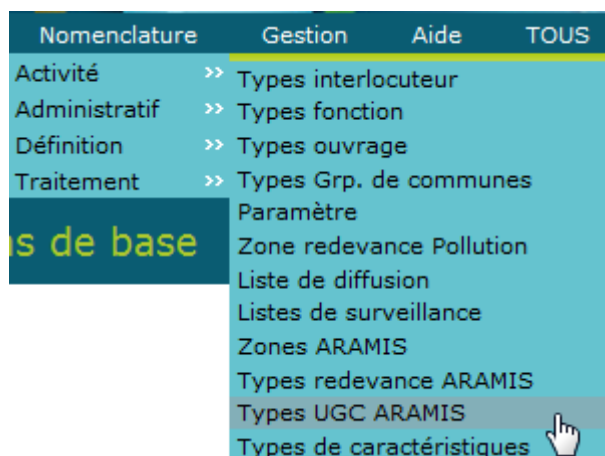 Nomenclature Gestion Aide TOUS
Activité >>
Administratif >>
Définition >>
Traitement >>
s de base
Types interlocuteur
Types fonction
Types ouvrage
Types Grp. de communes
Paramètre
Zone redevance Pollution
Liste de diffusion
Listes de surveillance
Zones ARAMIS
Types redevance ARAMIS
Types UGC ARAMIS
Types de caractéristiques